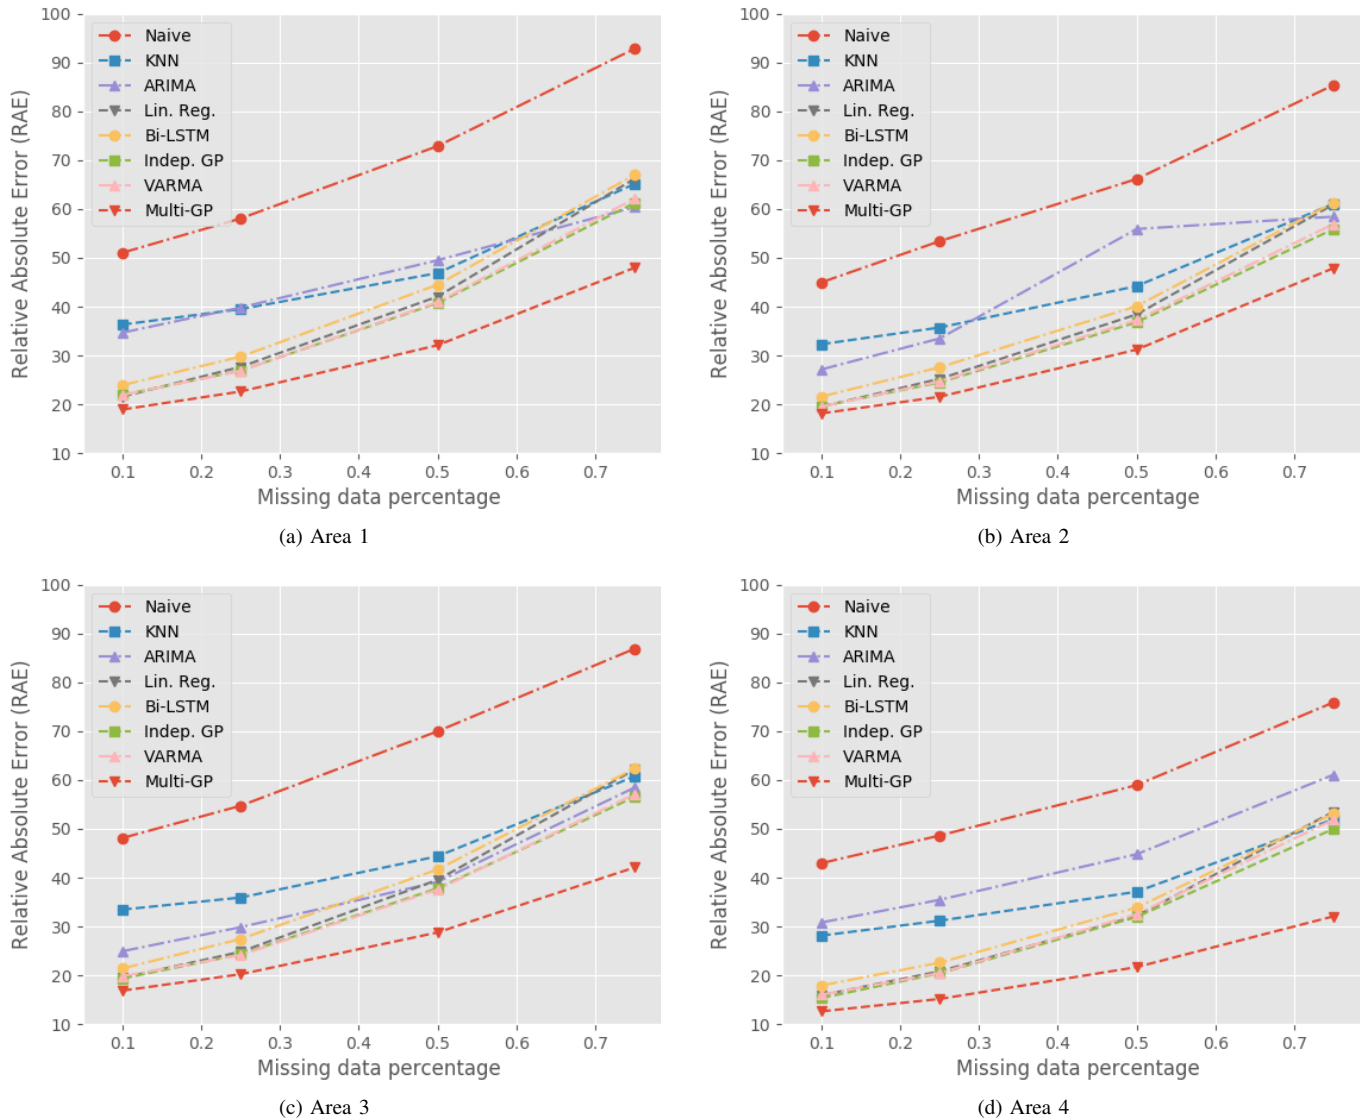 100
90
80
70
60
50
40
30
20
10
Relative Absolute Error (RAE)
Naive
KNN
ARIMA
Lin. Reg.
Bi-LSTM
Indep. GP
VARMA
Multi-GP
0.1 0.2 0.3 0.4 0.5 0.6 0.7
Missing data percentage
(a) Area 1
100
90
80
70
60
50
40
30
20
10
Relative Absolute Error (RAE)
Naive
KNN
ARIMA
Lin. Reg.
Bi-LSTM
Indep. GP
VARMA
Multi-GP
0.1 0.2 0.3 0.4 0.5 0.6 0.7
Missing data percentage
(b) Area 2
100
90
80
70
60
50
40
30
20
10
Relative Absolute Error (RAE)
Naive
KNN
ARIMA
Lin. Reg.
Bi-LSTM
Indep. GP
VARMA
Multi-GP
0.1 0.2 0.3 0.4 0.5 0.6 0.7
Missing data percentage
(c) Area 3
100
90
80
70
60
50
40
30
20
10
Relative Absolute Error (RAE)
Naive
KNN
ARIMA
Lin. Reg.
Bi-LSTM
Indep. GP
VARMA
Multi-GP
0.1 0.2 0.3 0.4 0.5 0.6 0.7
Missing data percentage
(d) Area 4